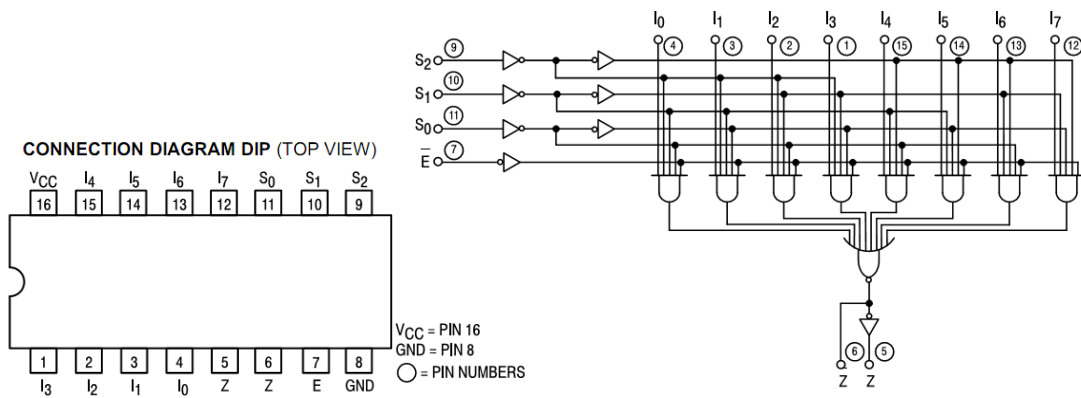 CONNECTION DIAGRAM DIP (TOP VIEW)
VCC I4 I5 I6 I7 S0 S1 S2
16 15 14 13 12 11 10 9
1 2 3 4 5 6 7 8
I3 I2 I1 I0 Z Z E GND
VCC = PIN 16
GND = PIN 8
= PIN NUMBERS
I0 I1 I2 I3 I4 I5 I6 I7
4 3 2 1 15 14 13 12
S2 9
S1 10
S0 11
E 7
6 5
Z Z